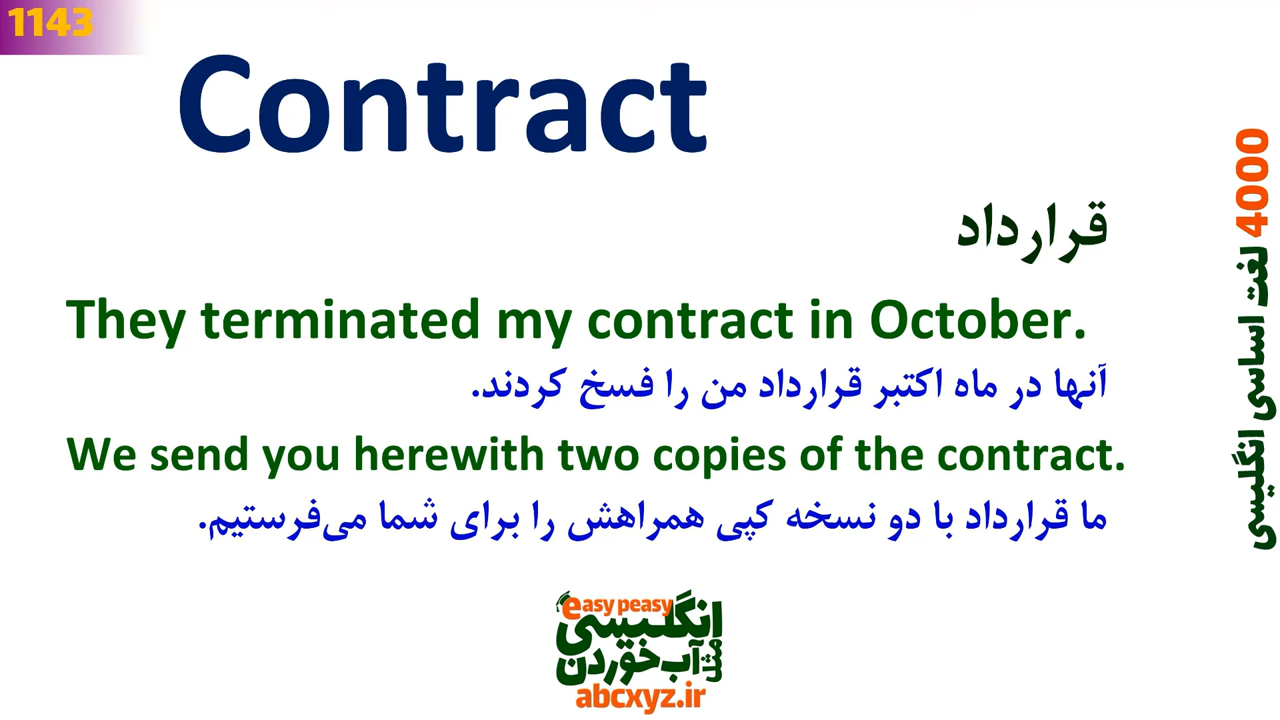 1143
Contract
قرارداد
They terminated my contract in October.
آنها در ماه اکتبر قرارداد من را فسخ کردند.
We send you herewith two copies of the contract.
ما قرارداد با دو نسخه کپی همراهش را برای شما می‌فرستیم.
4000 لغت اساسی انگلیسی
easy peasy
انگلیسی
مثل آب خوردن
abcxyz.ir